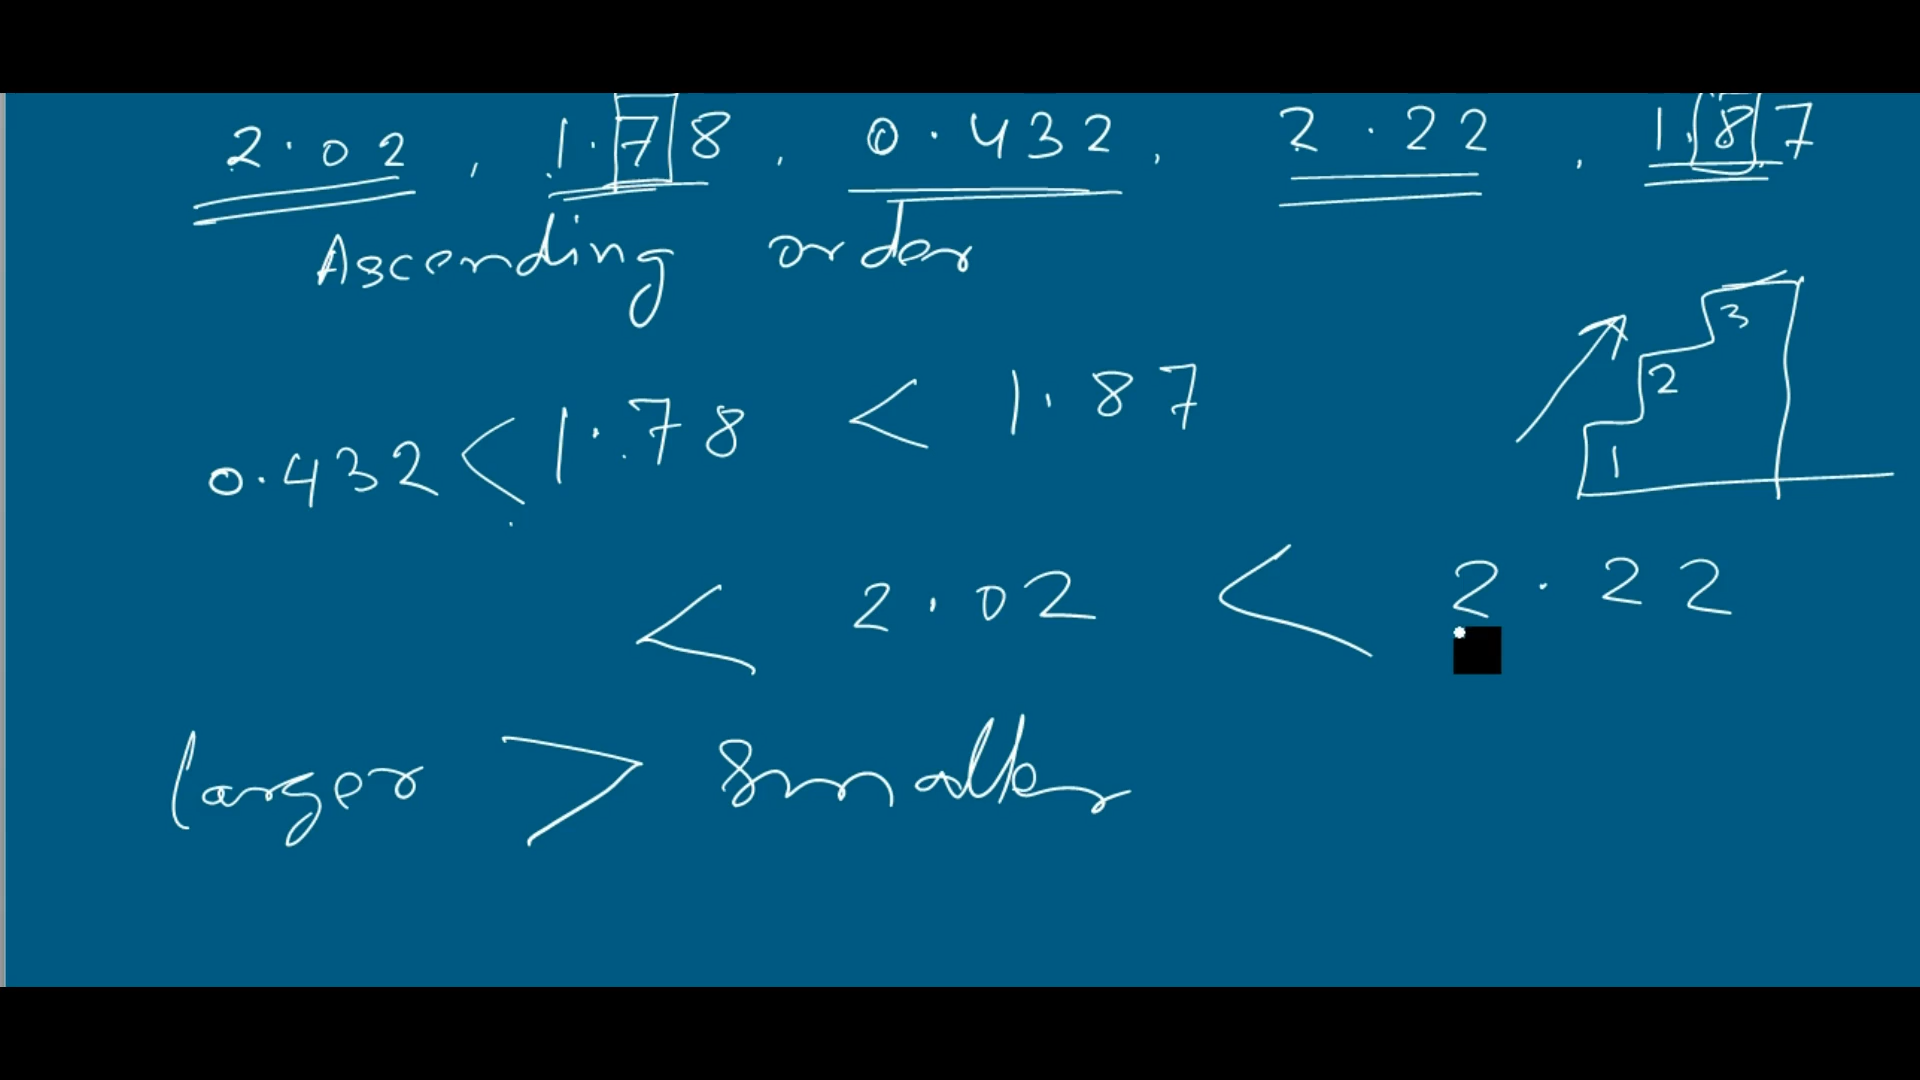 2.02, 1.78, 0.432, 2.22, 1.87
Ascending order
3
2
1
0.432 < 1.78 < 1.87
< 2.02 < 2.22
larger > smaller